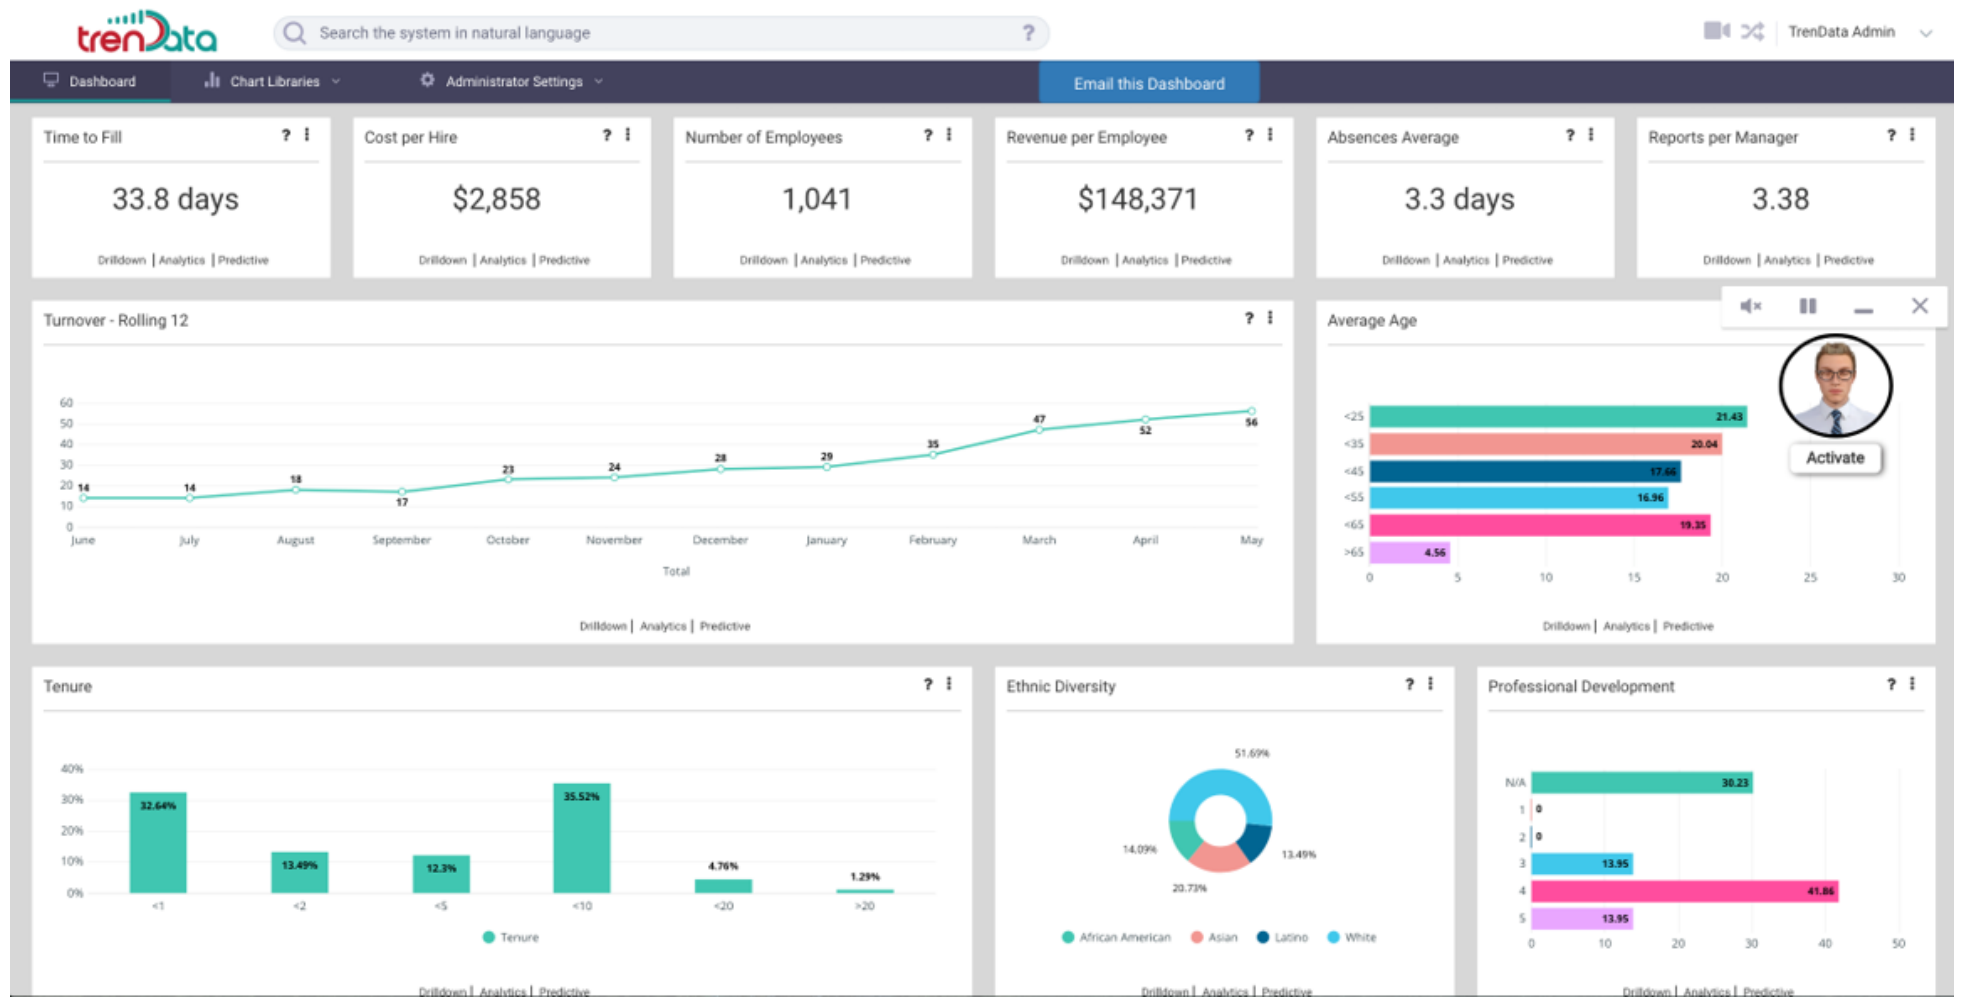 trenData
Search the system in natural language ?
TrenData Admin
Dashboard
Chart Libraries
Administrator Settings
Email this Dashboard
Time to Fill ?
33.8 days
Drilldown | Analytics | Predictive
Cost per Hire ?
$2,858
Drilldown | Analytics | Predictive
Number of Employees ?
1,041
Drilldown | Analytics | Predictive
Revenue per Employee ?
$148,371
Drilldown | Analytics | Predictive
Absences Average ?
3.3 days
Drilldown | Analytics | Predictive
Reports per Manager ?
3.38
Drilldown | Analytics | Predictive
Turnover - Rolling 12 ?
60
50
40
30
20
10
0
14 14 18 17 23 24 28 29 35 47 52 56
June July August September October November December January February March April May
Total
Drilldown | Analytics | Predictive
Average Age
Activate
<25 21.43
<35 20.04
<45 17.66
<55 16.96
<65 19.35
>65 4.56
0 5 10 15 20 25 30
Drilldown | Analytics | Predictive
Tenure ?
40%
30%
20%
10%
0%
32.64% 13.49% 12.3% 35.52% 4.76% 1.29%
<1 <2 <5 <10 <20 >20
Tenure
Drilldown | Analytics | Predictive
Ethnic Diversity ?
51.69%
14.09%
13.49%
20.73%
African American Asian Latino White
Drilldown | Analytics | Predictive
Professional Development ?
N/A 30.23
1 0
2 0
3 13.95
4 41.86
5 13.95
0 10 20 30 40 50
Drilldown | Analytics | Predictive